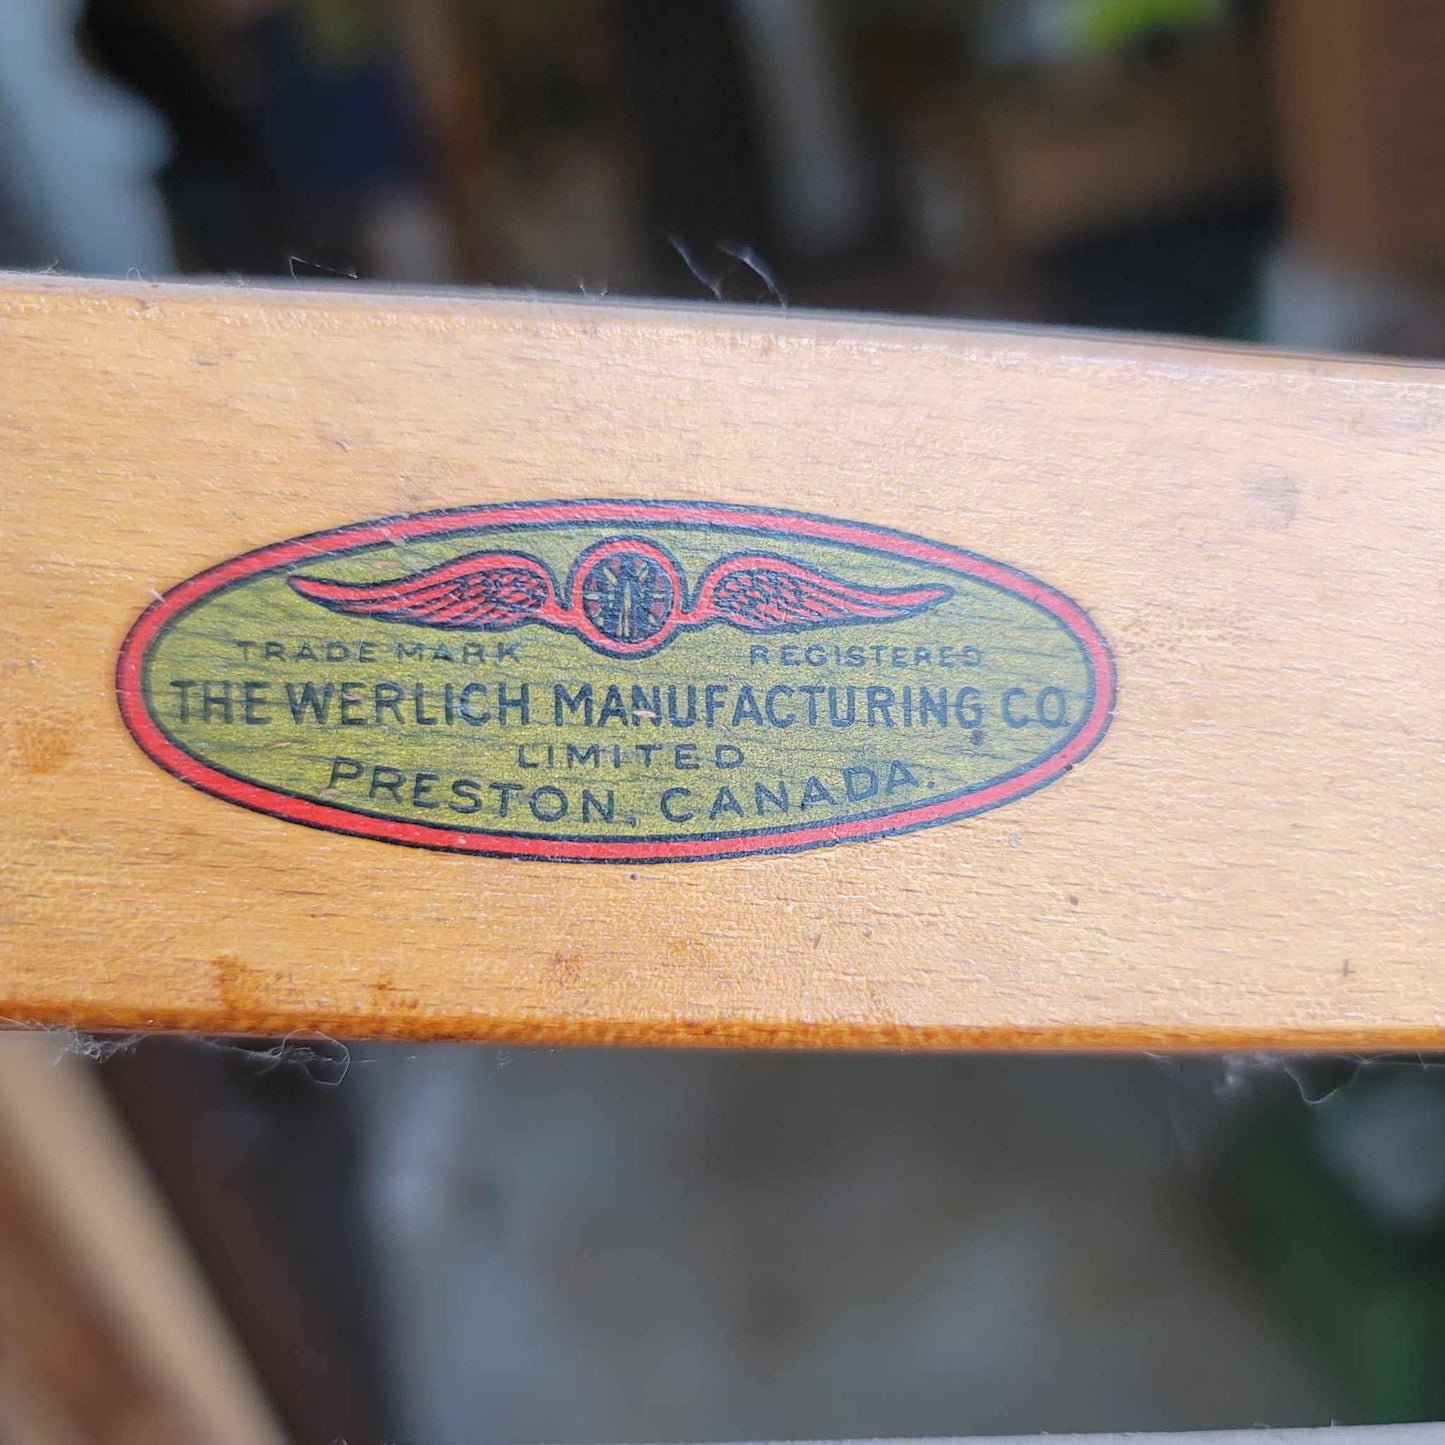 TRADE MARK REGISTERED
THE WERLICH MANUFACTURING CO.
LIMITED
PRESTON, CANADA.